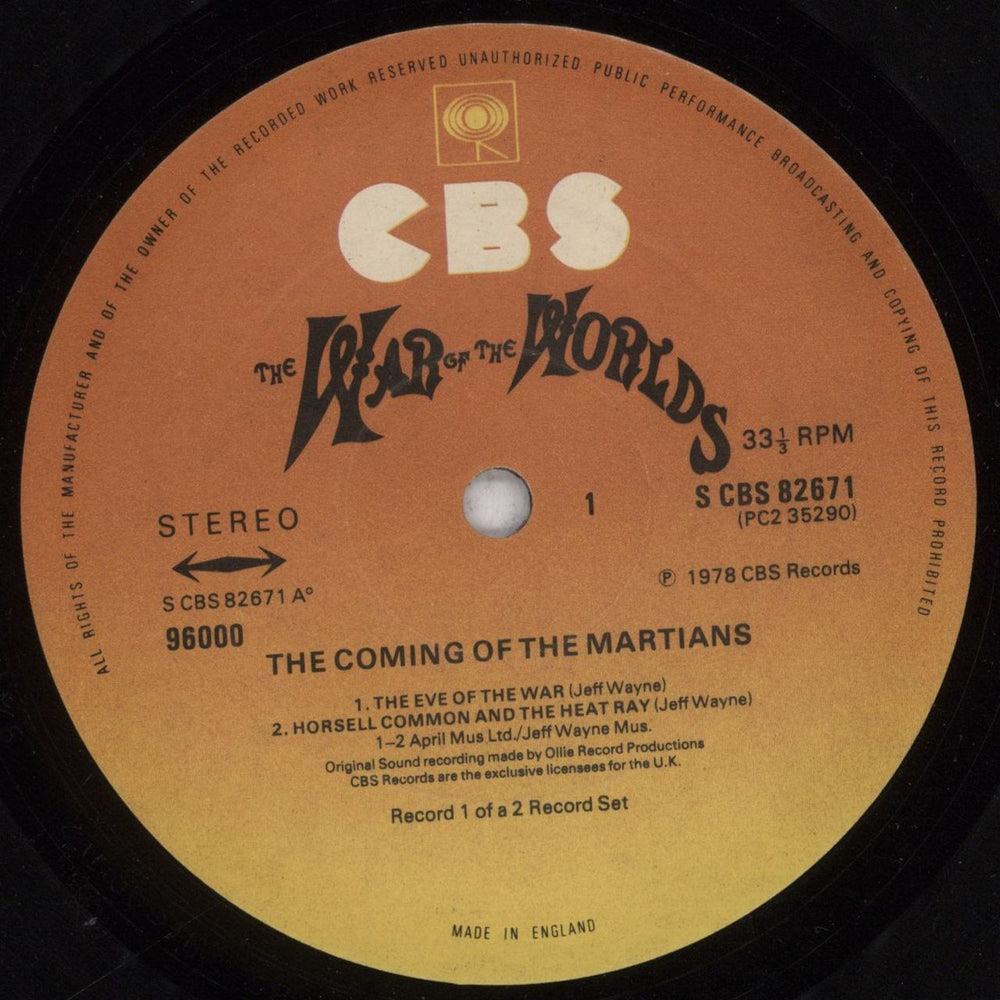 ALL RIGHTS OF THE MANUFACTURER AND OF THE OWNER OF THE RECORDED WORK RESERVED UNAUTHORIZED PUBLIC PERFORMANCE BROADCASTING AND COPYING OF THIS RECORD PROHIBITED
CBS
THE WAR OF THE WORLDS
33⅓ RPM
1
S CBS 82671
(PC2 35290)
STEREO
℗ 1978 CBS Records
S CBS 82671 A°
96000
THE COMING OF THE MARTIANS
1. THE EVE OF THE WAR (Jeff Wayne)
2. HORSELL COMMON AND THE HEAT RAY (Jeff Wayne)
1–2 April Mus Ltd./Jeff Wayne Mus.
Original Sound recording made by Ollie Record Productions
CBS Records are the exclusive licensees for the U.K.
Record 1 of a 2 Record Set
MADE IN ENGLAND